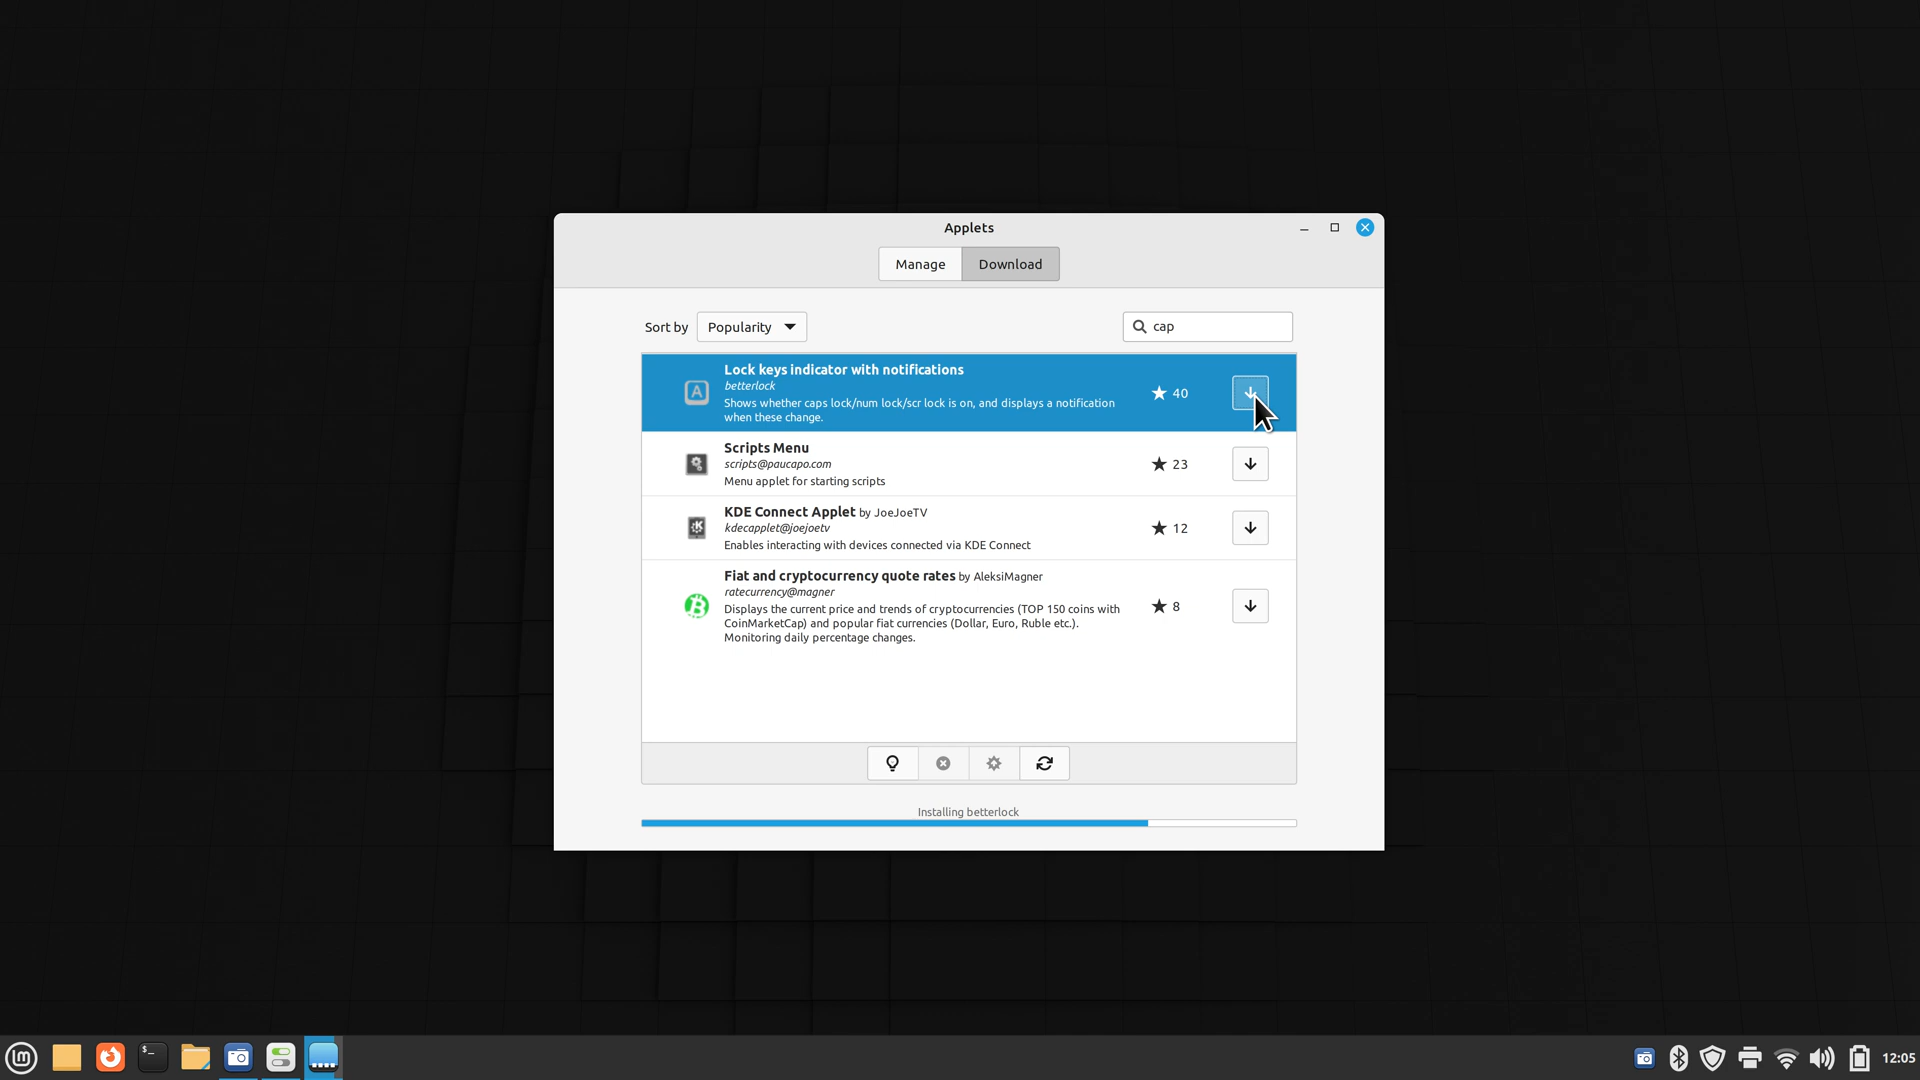 Applets
Manage
Download
Sort by
Popularity
cap
Lock keys indicator with notifications
betterlock
Shows whether caps lock/num lock/scr lock is on, and displays a notification
when these change.
40
Scripts Menu
scripts@paucapo.com
Menu applet for starting scripts
23
KDE Connect Applet by JoeJoeTV
kdecapplet@joejoetv
Enables interacting with devices connected via KDE Connect
12
Fiat and cryptocurrency quote rates by AleksiMagner
ratecurrency@magner
Displays the current price and trends of cryptocurrencies (TOP 150 coins with
CoinMarketCap) and popular fiat currencies (Dollar, Euro, Ruble etc.).
Monitoring daily percentage changes.
8
Installing betterlock
12:05